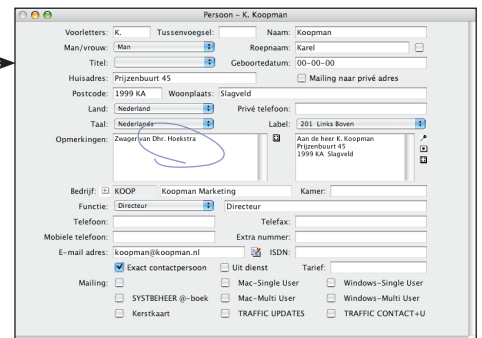 Persoon – K. Koopman
Voorletters: K. Tussenvoegsel: Naam: Koopman
Man/vrouw: Man Roepnaam: Karel
Titel: Geboortedatum: 00-00-00
Huisadres: Prijzenbuurt 45 Mailing naar privé adres
Postcode: 1999 KA Woonplaats: Slagveld
Land: Nederland Privé telefoon:
Taal: Nederlands Label: 201 Links Boven
Opmerkingen: Zwager van Dhr. Hoekstra
Aan de heer K. Koopman
Prijzenbuurt 45
1999 KA Slagveld
Bedrijf: KOOP Koopman Marketing Kamer:
Functie: Directeur Directeur
Telefoon: Telefax:
Mobiele telefoon: Extra nummer:
E-mail adres: koopman@koopman.nl ISDN:
Exact contactpersoon Uit dienst Tarief:
Mailing: Mac-Single User Windows-Single User
SYSTBEHEER @-boek Mac-Multi User Windows-Multi User
Kerstkaart TRAFFIC UPDATES TRAFFIC CONTACT+U